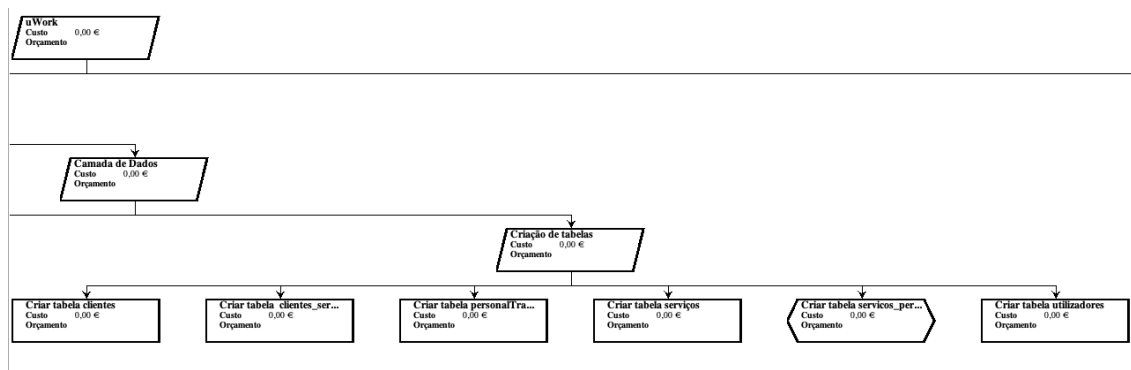 uWork
Custo 0,00 €
Orçamento
Camada de Dados
Custo 0,00 €
Orçamento
Criação de tabelas
Custo 0,00 €
Orçamento
Criar tabela clientes
Custo 0,00 €
Orçamento
Criar tabela clientes_ser...
Custo 0,00 €
Orçamento
Criar tabela personalTra...
Custo 0,00 €
Orçamento
Criar tabela serviços
Custo 0,00 €
Orçamento
Criar tabela servicos_per...
Custo 0,00 €
Orçamento
Criar tabela utilizadores
Custo 0,00 €
Orçamento